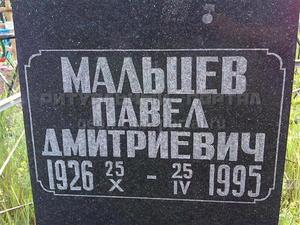 МАЛЬЦЕВ
ПАВЕЛ
ДМИТРИЕВИЧ
1926 25/X - 25/IV 1995